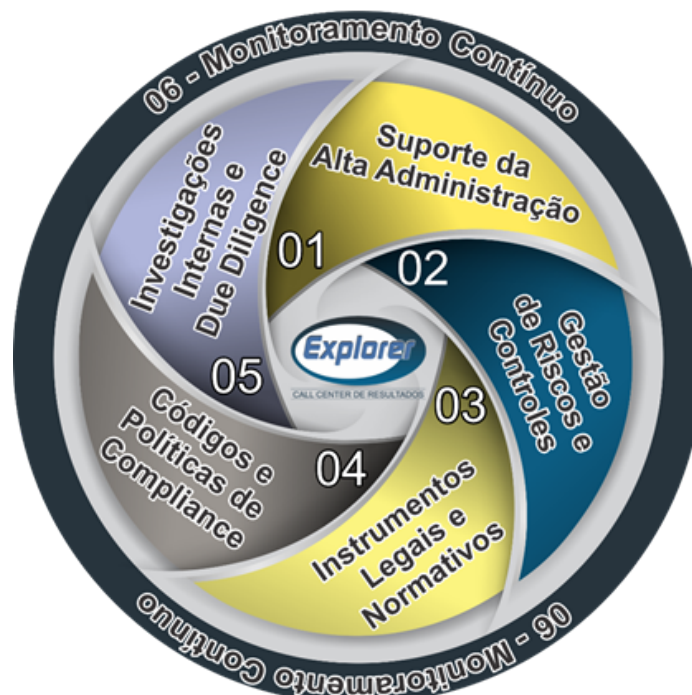 06 - Monitoramento Contínuo
Suporte da
Alta Administração
01
02
Gestão
de Riscos e
Controles
03
Instrumentos
Legais e
Normativos
04
Códigos e
Políticas de
Compliance
05
Investigações
Internas e
Due Diligence
Explorer
CALL CENTER DE RESULTADOS
06 - Monitoramento Contínuo